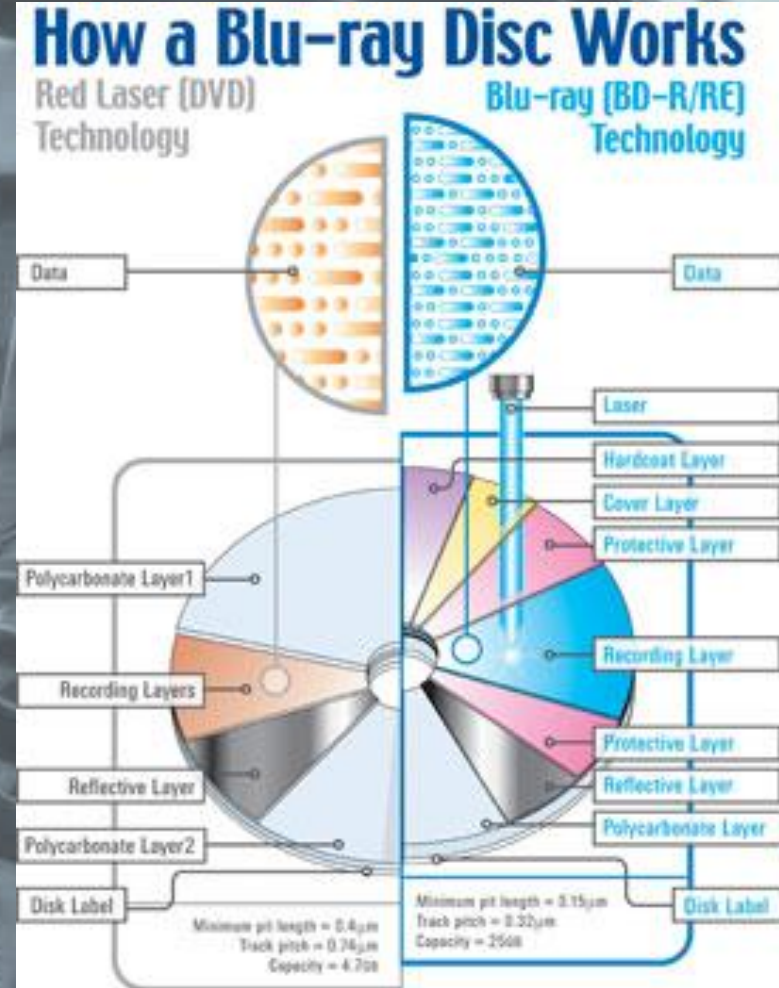 How a Blu-ray Disc Works
Red Laser (DVD)
Technology
Blu-ray (BD-R/RE)
Technology
Data
Data
Laser
Hardcoat Layer
Cover Layer
Protective Layer
Polycarbonate Layer1
Recording Layer
Recording Layers
Protective Layer
Reflective Layer
Reflective Layer
Polycarbonate Layer
Polycarbonate Layer2
Disk Label
Disk Label
Minimum pit length = 0.4μm
Track pitch = 0.74μm
Capacity = 4.7GB
Minimum pit length = 0.15μm
Track pitch = 0.32μm
Capacity = 25GB